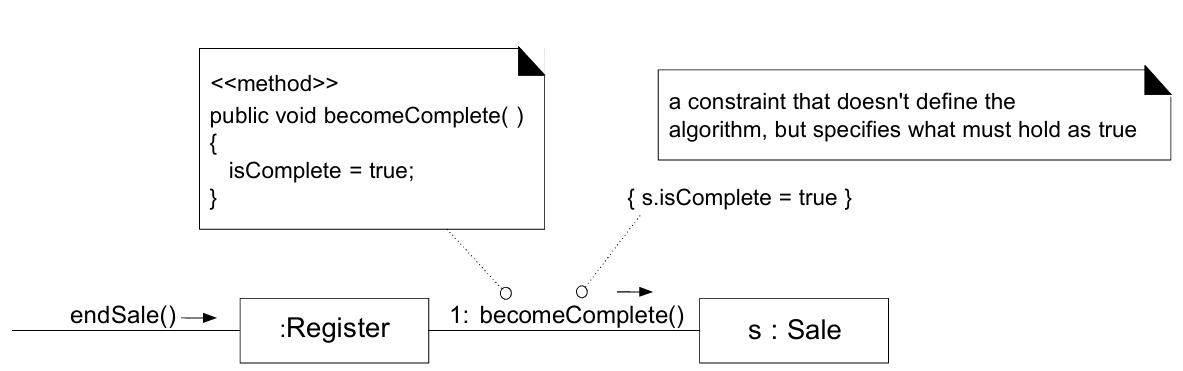 <<method>>
public void becomeComplete( )
{
isComplete = true;
}
a constraint that doesn't define the
algorithm, but specifies what must hold as true
{ s.isComplete = true }
endSale()
:Register
1: becomeComplete()
s : Sale